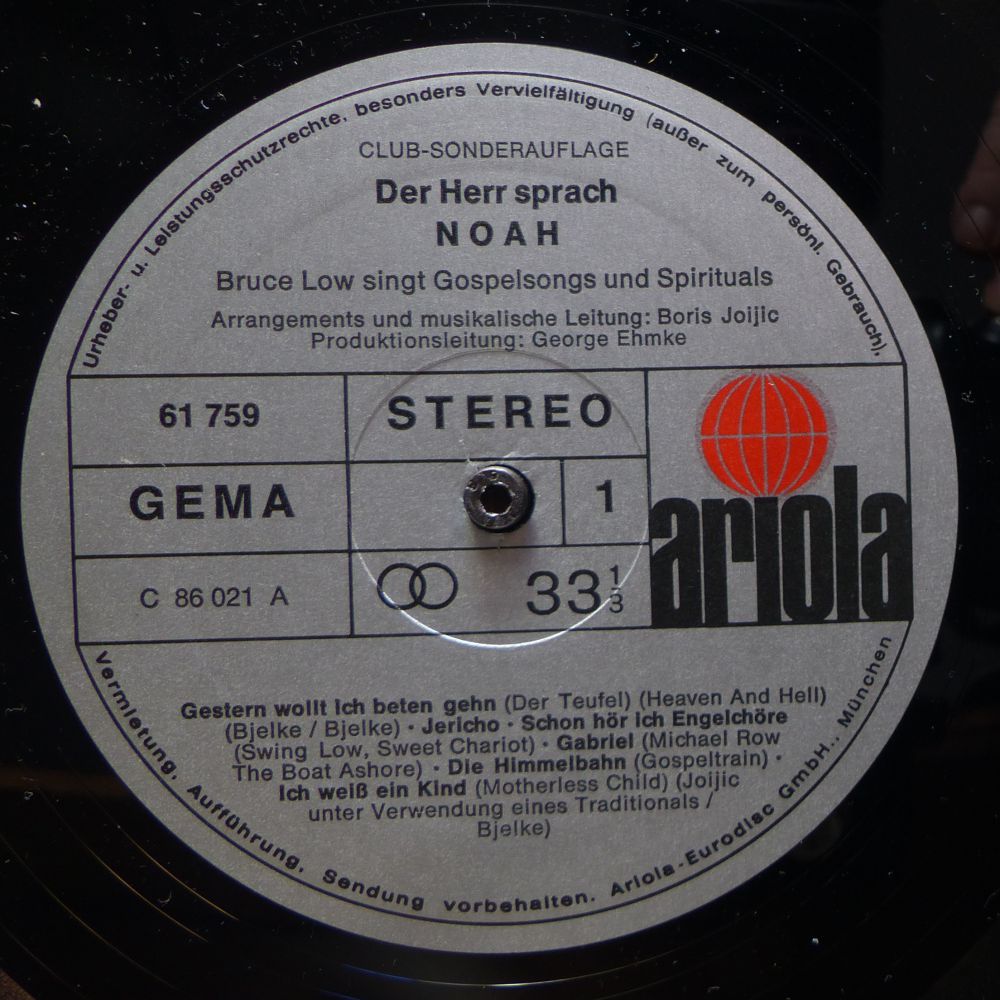 Urheber- u. Leistungsschutzrechte, besonders Vervielfältigung (außer zum persönl. Gebrauch),
CLUB-SONDERAUFLAGE
Der Herr sprach
NOAH
Bruce Low singt Gospelsongs und Spirituals
Arrangements und musikalische Leitung: Boris Joijic
Produktionsleitung: George Ehmke
61 759
STEREO
GEMA
1
ariola
C 86 021 A
33 1/3
Gestern wollt ich beten gehn (Der Teufel) (Heaven And Hell)
(Bjelke / Bjelke) · Jericho · Schon hör ich Engelchöre
(Swing Low, Sweet Chariot) · Gabriel (Michael Row
The Boat Ashore) · Die Himmelbahn (Gospeltrain) ·
Ich weiß ein Kind (Motherless Child) (Joijic
unter Verwendung eines Traditionals /
Bjelke)
Vermietung, Aufführung, Sendung vorbehalten. Ariola-Eurodisc GmbH., München